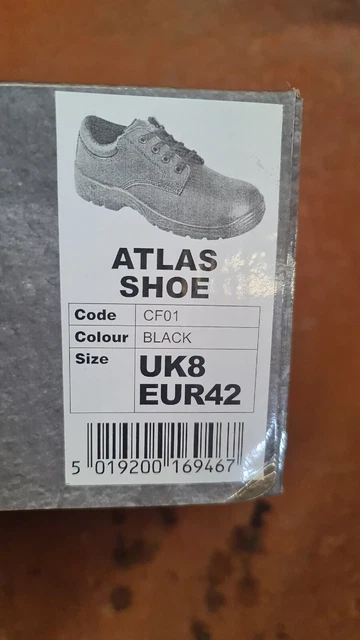 ATLAS
SHOE
Code CF01
Colour BLACK
Size UK8
EUR42
5 019200 169467